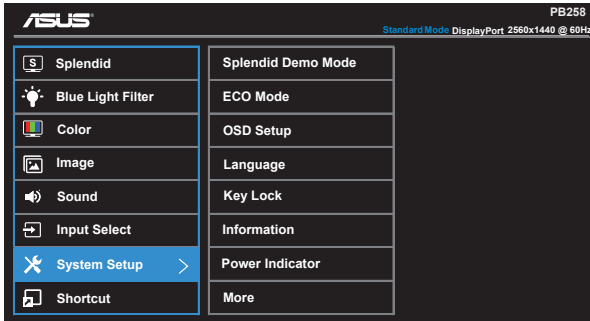 ASUS
PB258
Standard Mode DisplayPort 2560x1440 @ 60Hz
S Splendid
Blue Light Filter
Color
Image
Sound
Input Select
System Setup >
Shortcut
Splendid Demo Mode
ECO Mode
OSD Setup
Language
Key Lock
Information
Power Indicator
More